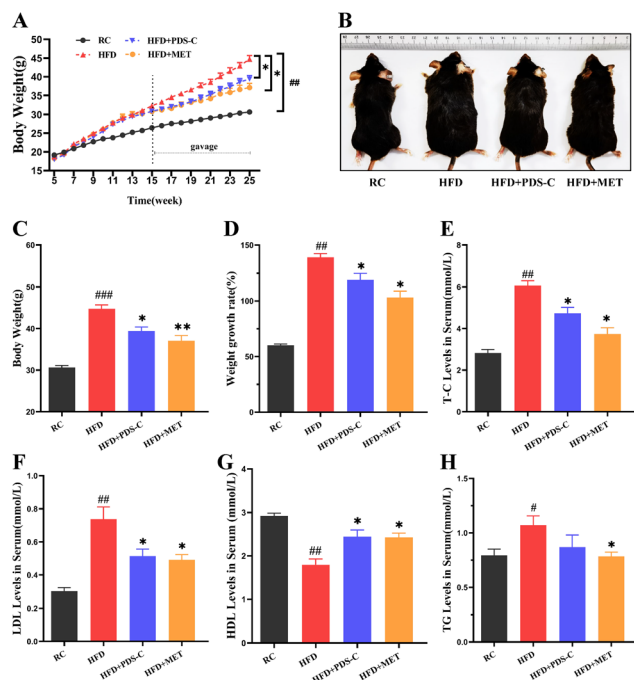 A
RC
HFD+PDS-C
HFD
HFD+MET
Body Weight(g)
50
45
40
35
30
25
20
15
*
*
##
gavage
5 7 9 11 13 15 17 19 21 23 25
Time(week)
B
RC
HFD
HFD+PDS-C
HFD+MET
C
Body Weight(g)
60
50
40
30
20
###
*
**
RC
HFD
HFD+PDS-C
HFD+MET
D
Weight growth rate(%)
150
100
50
0
##
*
*
RC
HFD
HFD+PDS-C
HFD+MET
E
T-C Levels in Serum(mmol/L)
8
6
4
2
0
##
*
*
RC
HFD
HFD+PDS-C
HFD+MET
F
LDL Levels in Serum(mmol/L)
0.8
0.6
0.4
0.2
0.0
##
*
*
RC
HFD
HFD+PDS-C
HFD+MET
G
HDL Levels in Serum (mmol/L)
4
3
2
1
0
##
*
*
RC
HFD
HFD+PDS-C
HFD+MET
H
TG Levels in Serum(mmol/L)
1.5
1.0
0.5
0.0
#
*
RC
HFD
HFD+PDS-C
HFD+MET